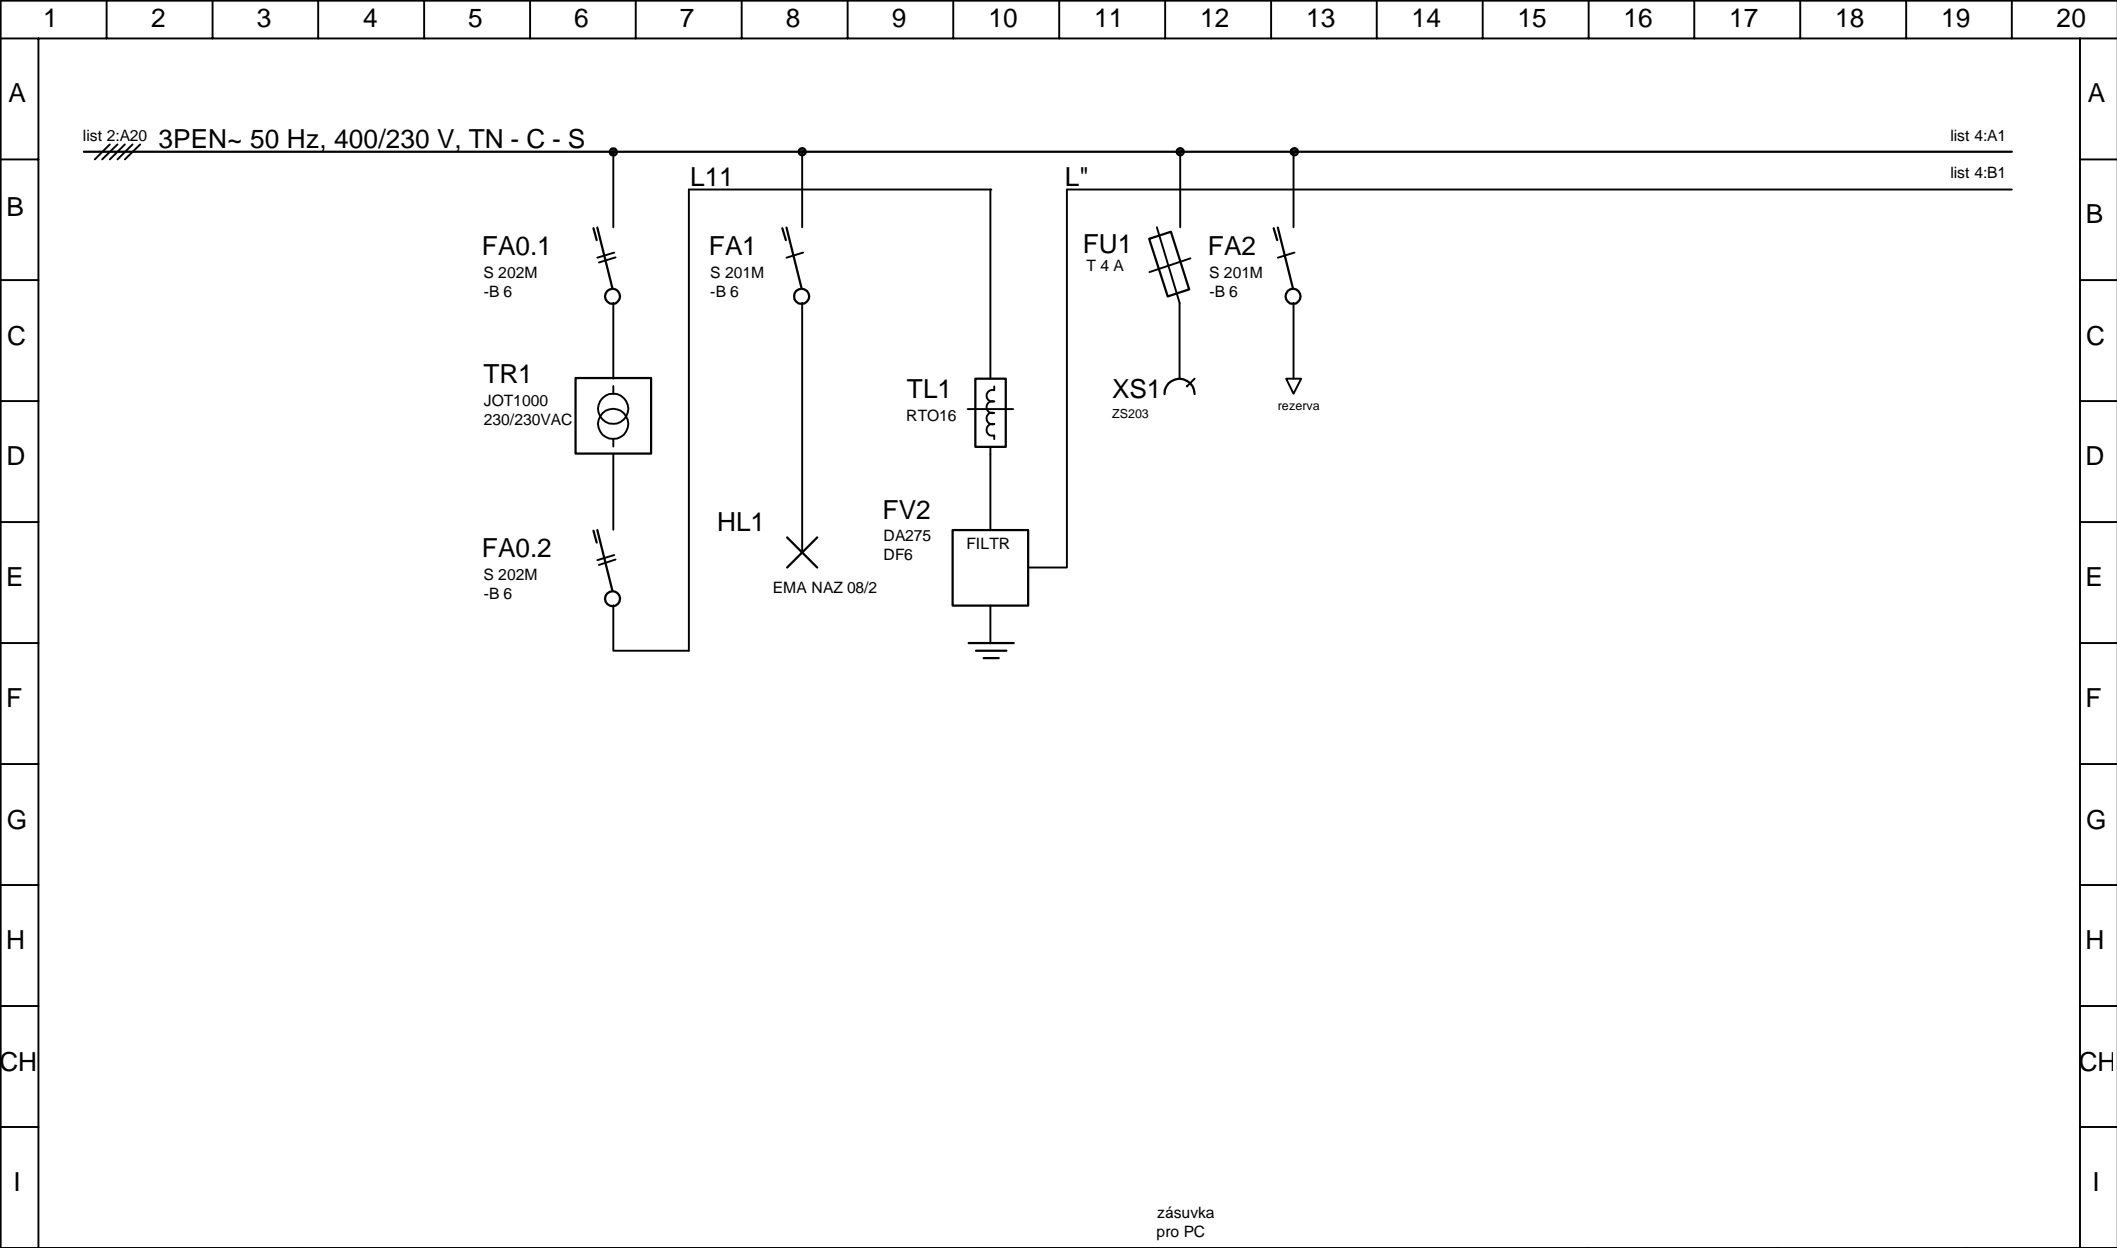 1 2 3 4 5 6 7 8 9 10 11 12 13 14 15 16 17 18 19 20
A A
list 2:A20 3PEN~ 50 Hz, 400/230 V, TN - C - S list 4:A1
L11 L" list 4:B1
B B
FA0.1 FA1 FU1 FA2
S 202M S 201M T 4 A S 201M
-B 6 -B 6 -B 6
C C
TR1 TL1 XS1
JOT1000 RTO16 ZS203 rezerva
230/230VAC
D D
HL1 FV2
DA275 FILTR
DF6
FA0.2
S 202M
-B 6
E E
EMA NAZ 08/2
F F
G G
H H
CH CH
I I
zásuvka
pro PC